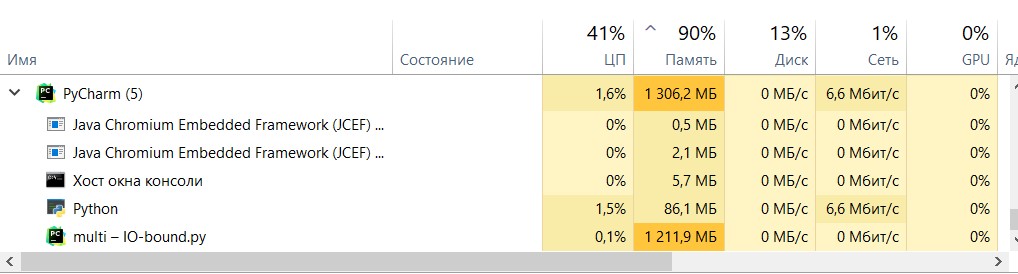 41% 90% 13% 1% 0%
Имя Состояние ЦП Память Диск Сеть GPU Яд
PyCharm (5) 1,6% 1 306,2 МБ 0 МБ/с 6,6 Мбит/с 0%
Java Chromium Embedded Framework (JCEF) ... 0% 0,5 МБ 0 МБ/с 0 Мбит/с 0%
Java Chromium Embedded Framework (JCEF) ... 0% 2,1 МБ 0 МБ/с 0 Мбит/с 0%
Хост окна консоли 0% 5,7 МБ 0 МБ/с 0 Мбит/с 0%
Python 1,5% 86,1 МБ 0 МБ/с 6,6 Мбит/с 0%
multi – IO-bound.py 0,1% 1 211,9 МБ 0 МБ/с 0 Мбит/с 0%